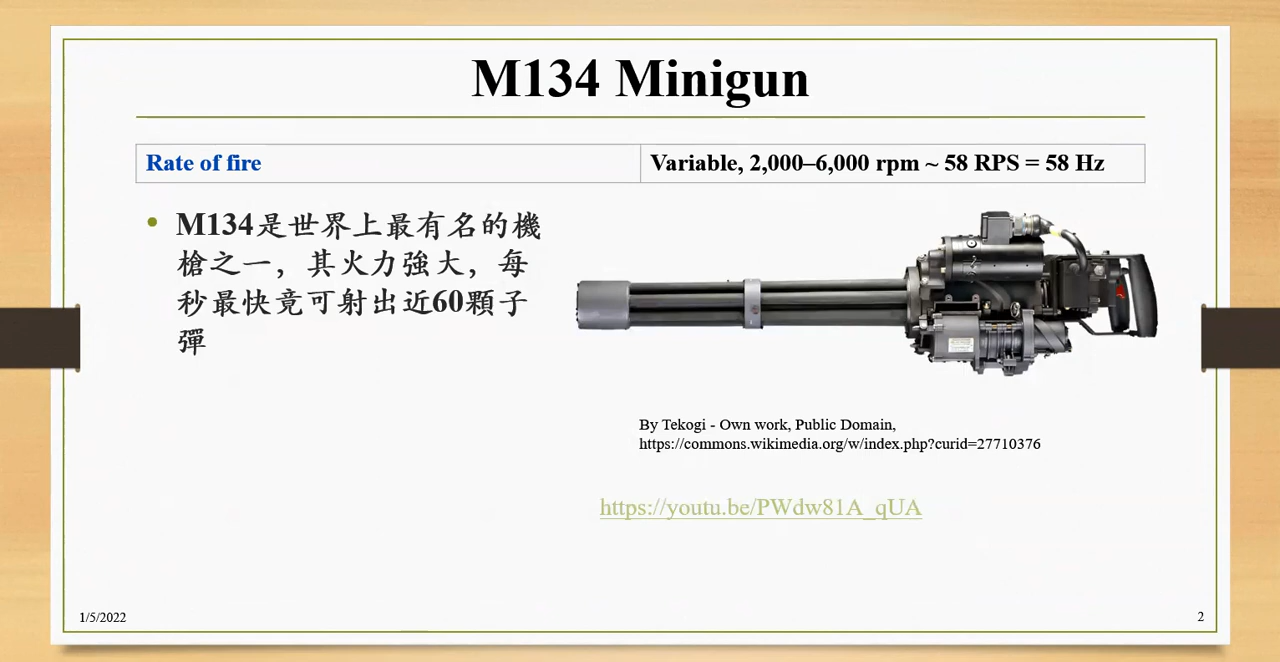 M134 Minigun
Rate of fire
Variable, 2,000–6,000 rpm ~ 58 RPS = 58 Hz
M134是世界上最有名的機
槍之一，其火力強大，每
秒最快竟可射出近60顆子
彈
By Tekogi - Own work, Public Domain,
https://commons.wikimedia.org/w/index.php?curid=27710376
https://youtu.be/PWdw81A_qUA
1/5/2022
2